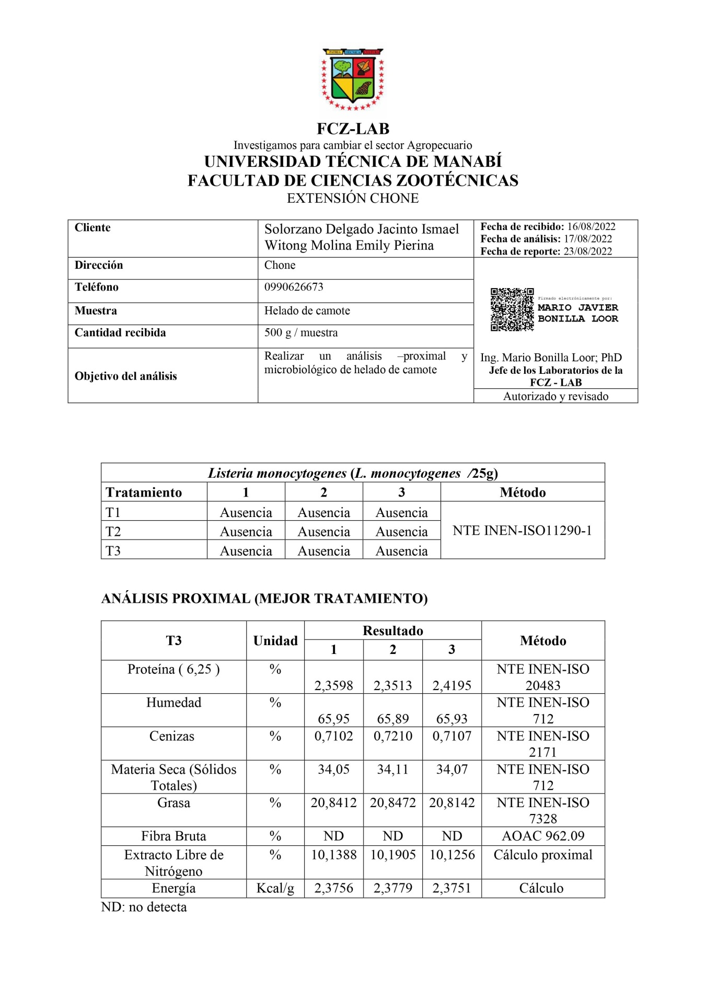 PATRIA TÉCNICA CULTURA
FCZ-LAB
Investigamos para cambiar el sector Agropecuario
UNIVERSIDAD TÉCNICA DE MANABÍ
FACULTAD DE CIENCIAS ZOOTÉCNICAS
EXTENSIÓN CHONE
Cliente
Solorzano Delgado Jacinto Ismael
Witong Molina Emily Pierina
Fecha de recibido: 16/08/2022
Fecha de análisis: 17/08/2022
Fecha de reporte: 23/08/2022
Dirección Chone
Teléfono 0990626673
Muestra Helado de camote
Cantidad recibida 500 g / muestra
Objetivo del análisis
Realizar un análisis –proximal y
microbiológico de helado de camote
Firmado electrónicamente por:
MARIO JAVIER
BONILLA LOOR
Ing. Mario Bonilla Loor; PhD
Jefe de los Laboratorios de la
FCZ - LAB
Autorizado y revisado
Listeria monocytogenes (L. monocytogenes /25g)
Tratamiento 1 2 3 Método
T1 Ausencia Ausencia Ausencia
T2 Ausencia Ausencia Ausencia
NTE INEN-ISO11290-1
T3 Ausencia Ausencia Ausencia
ANÁLISIS PROXIMAL (MEJOR TRATAMIENTO)
T3 Unidad Resultado Método
1 2 3
Proteína ( 6,25 ) % 2,3598 2,3513 2,4195 NTE INEN-ISO
20483
Humedad % 65,95 65,89 65,93 NTE INEN-ISO
712
Cenizas % 0,7102 0,7210 0,7107 NTE INEN-ISO
2171
Materia Seca (Sólidos % 34,05 34,11 34,07 NTE INEN-ISO
Totales) 712
Grasa % 20,8412 20,8472 20,8142 NTE INEN-ISO
7328
Fibra Bruta % ND ND ND AOAC 962.09
Extracto Libre de % 10,1388 10,1905 10,1256 Cálculo proximal
Nitrógeno
Energía Kcal/g 2,3756 2,3779 2,3751 Cálculo
ND: no detecta